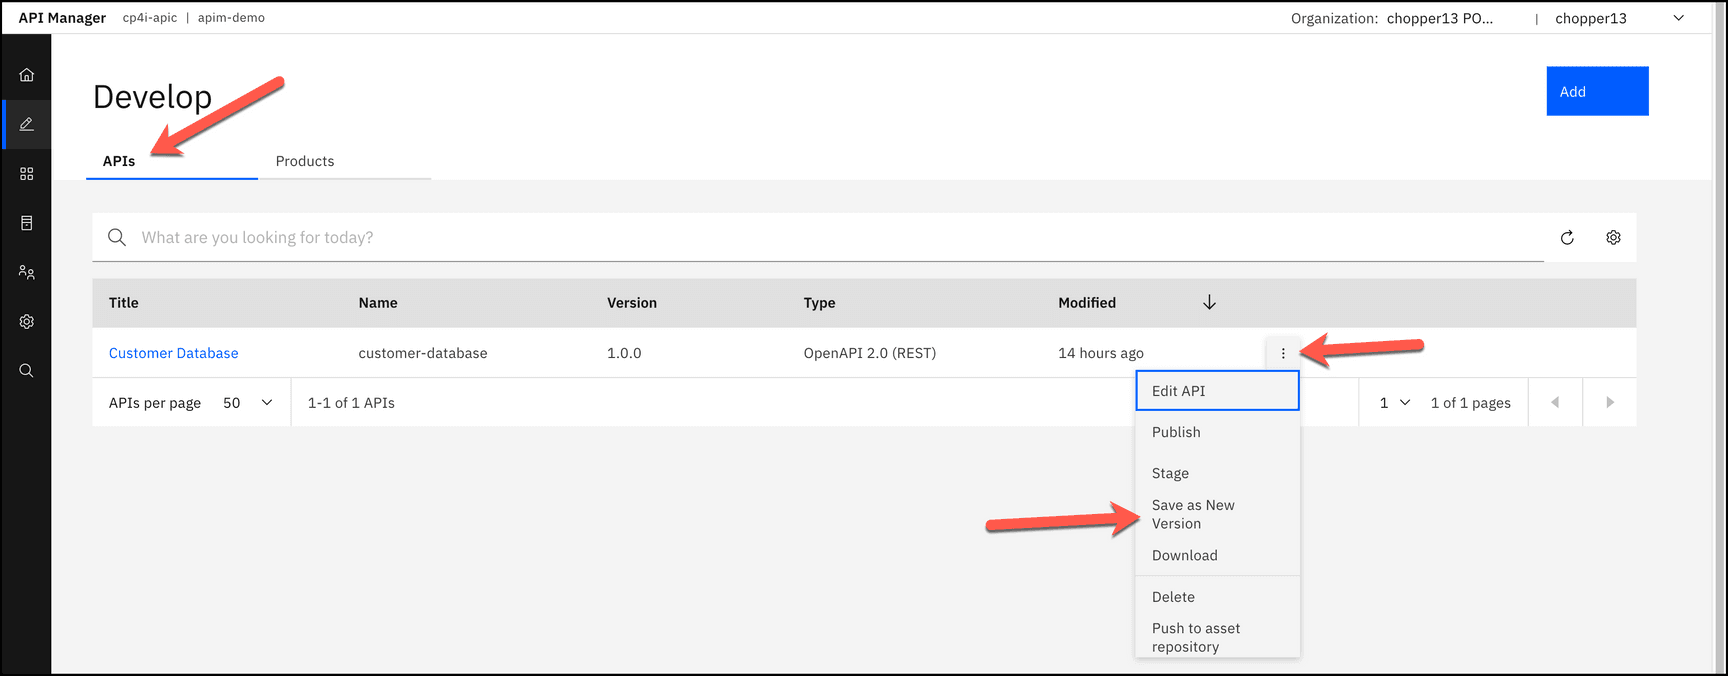 API Manager cp4i-apic | apim-demo Organization: chopper13 PO... | chopper13
Develop
Add
APIs Products
What are you looking for today?
Title Name Version Type Modified
Customer Database customer-database 1.0.0 OpenAPI 2.0 (REST) 14 hours ago
APIs per page 50 1-1 of 1 APIs 1 1 of 1 pages
Edit API
Publish
Stage
Save as New
Version
Download
Delete
Push to asset
repository